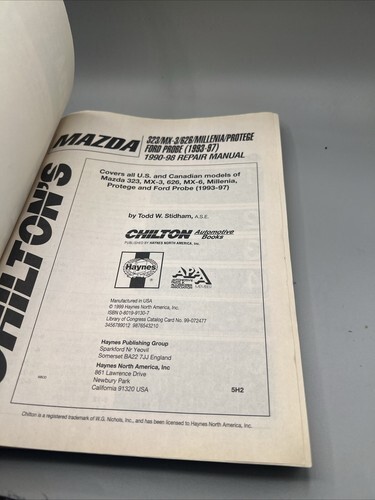 CHILTON'S
MAZDA
323/MX-3/626/MILLENIA/PROTEGE
FORD PROBE (1993-97)
1990-98 REPAIR MANUAL
Covers all U.S. and Canadian models of
Mazda 323, MX-3, 626, MX-6, Millenia,
Protege and Ford Probe (1993-97)
by Todd W. Stidham, A.S.E.
CHILTON Automotive
Books
PUBLISHED BY HAYNES NORTH AMERICA, Inc.
Haynes
APA
MEMBER
Manufactured in USA
© 1999 Haynes North America, Inc.
ISBN 0-8019-9130-7
Library of Congress Catalog Card No. 99-072477
3456789012 9876543210
Haynes Publishing Group
Sparkford Nr Yeovil
Somerset BA22 7JJ England
Haynes North America, Inc
861 Lawrence Drive
Newbury Park
California 91320 USA
5H2
Chilton is a registered trademark of W.G. Nichols, Inc., and has been licensed to Haynes North America, Inc.